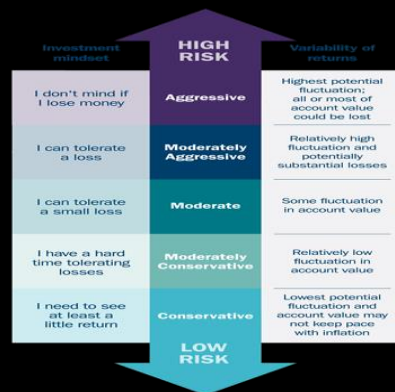 Investment
mindset
HIGH
RISK
Variability of
returns
I don't mind if
I lose money
Aggressive
Highest potential
fluctuation;
all or most of
account value
could be lost
I can tolerate
a loss
Moderately
Aggressive
Relatively high
fluctuation and
potentially
substantial losses
I can tolerate
a small loss
Moderate
Some fluctuation
in account value
I have a hard
time tolerating
losses
Moderately
Conservative
Relatively low
fluctuation in
account value
I need to see
at least a
little return
Conservative
Lowest potential
fluctuation and
account value may
not keep pace
with inflation
LOW
RISK